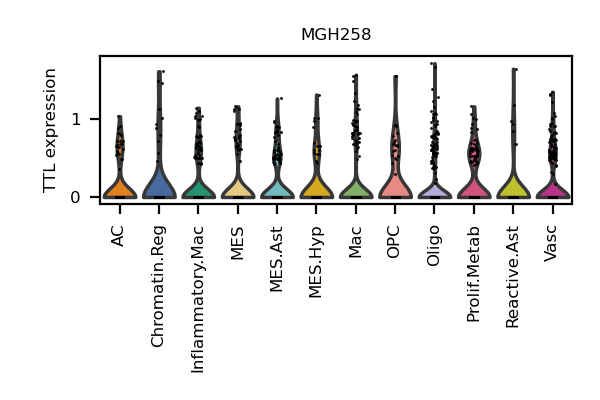 MGH258
TTL expression
1
0
AC
Chromatin.Reg
Inflammatory.Mac
MES
MES.Ast
MES.Hyp
Mac
OPC
Oligo
Prolif.Metab
Reactive.Ast
Vasc